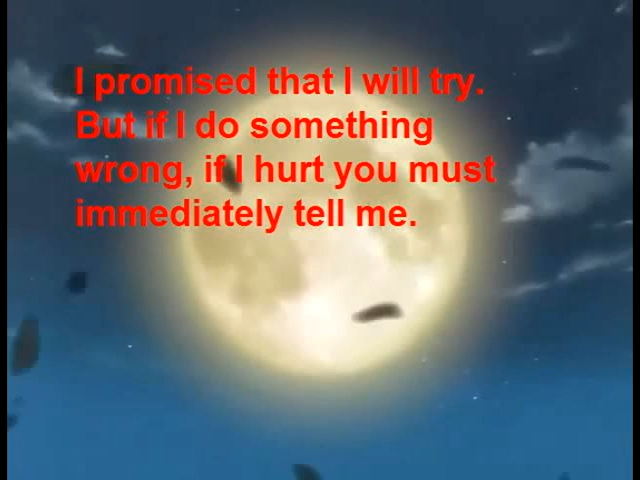 I promised that I will try.
But if I do something
wrong, if I hurt you must
immediately tell me.